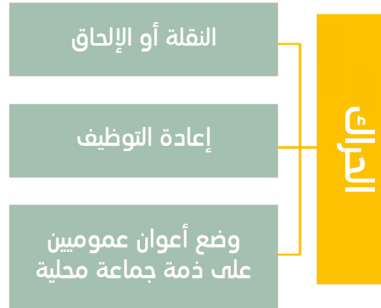 الحراك
النقلة أو الإلحاق
إعادة التوظيف
وضع أعوان عموميين
على ذمة جماعة محلية